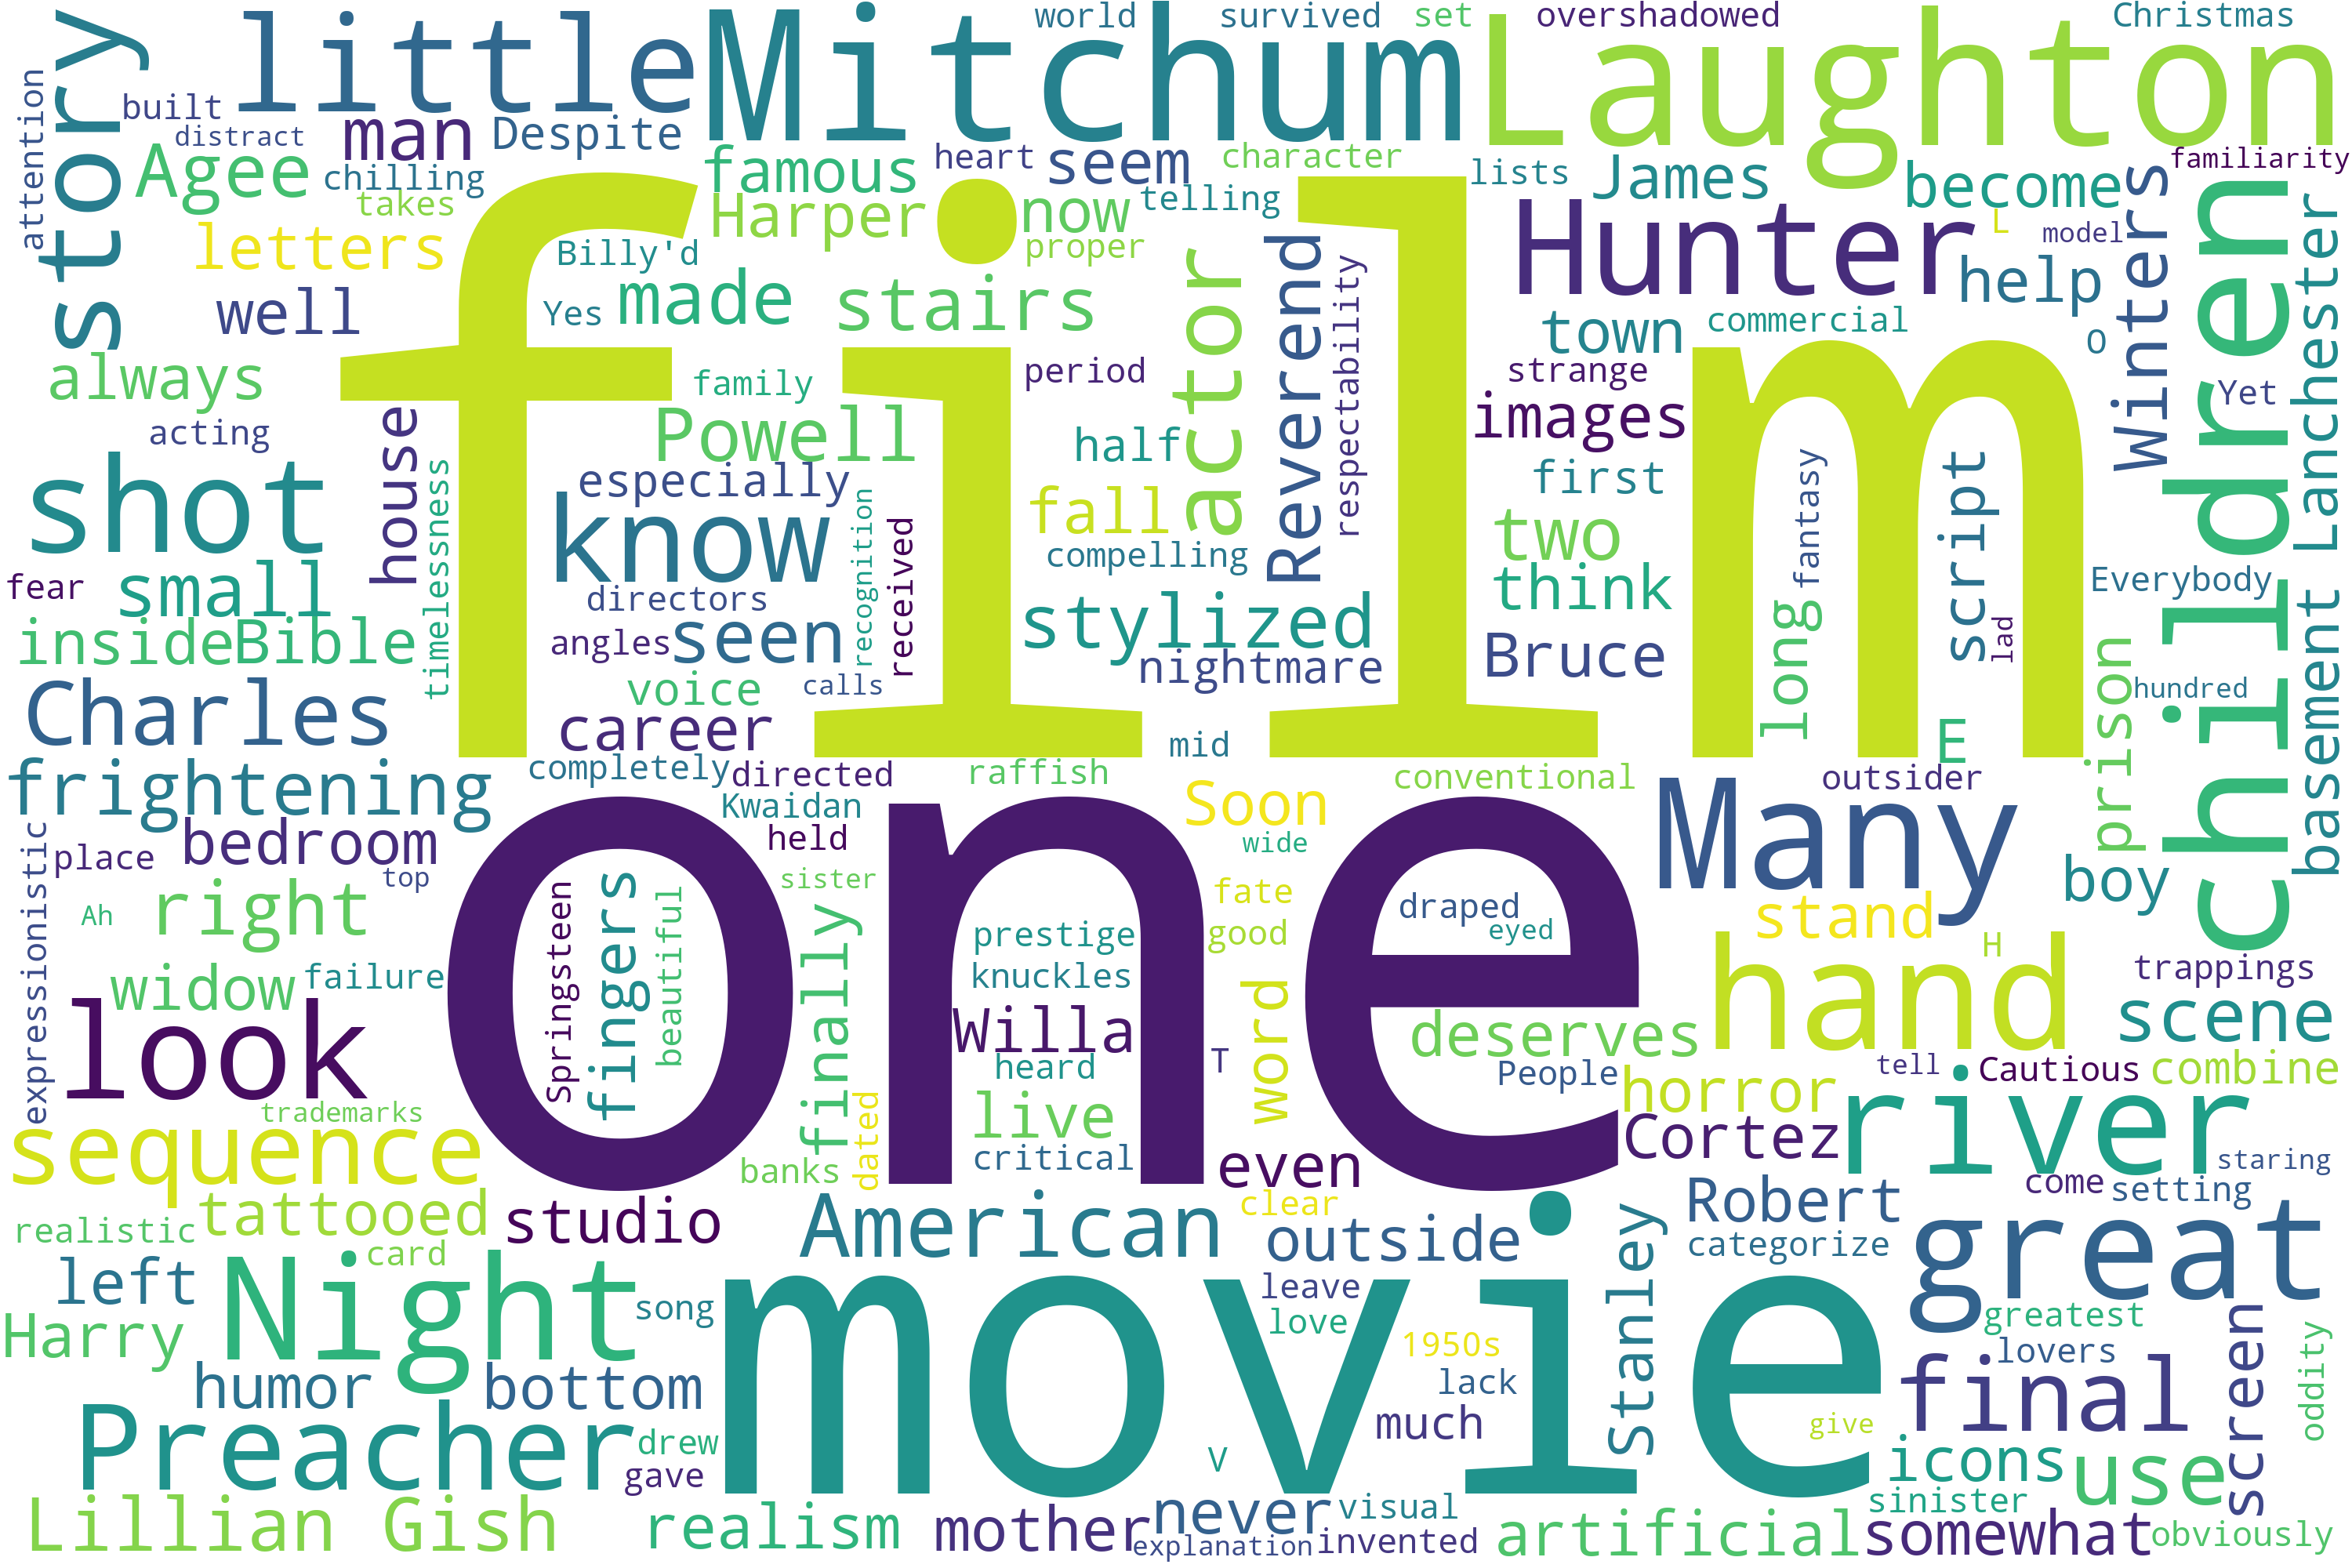 story
little
Mitchum
world
survived
set
overshadowed
Laughton
Christmas
attention
built
distract
man
Despite
famous
heart
seem
character
lists
James
become
familiarity
Agee
chilling
takes
Harper
now
telling
Hunter
L
model
letters
Billy'd
proper
Reverend
respectability
help
Winters
children
Lanchester
well
Yes
made
stairs
actor
town
commercial
O
film
always
family
period
strange
Yet
acting
house
Powell
half
images
shot
timelessness
especially
know
recognition
received
fall
compelling
first
two
fantasy
script
fear
small
directors
stylized
think
Everybody
inside
Bible
angles
seen
nightmare
Bruce
long
lad
Charles
voice
calls
career
mid
E
prison
hundred
basement
frightening
completely
directed
raffish
conventional
outsider
Kwaidan
Soon
Many
expressionistic
place
bedroom
top
held
wide
boy
Ah
right
Springsteen
fingers
beautiful
sister
finally
fate
draped
eyed
stand
one
widow
failure
prestige
good
H
hand
trappings
knuckles
look
Willa
word
deserves
scene
heard
T
People
horror
tell
Cautious
combine
trademarks
dated
live
sequence
banks
critical
even
Cortez
river
staring
tattooed
studio
American
clear
Robert
come
setting
realistic
card
outside
categorize
great
left
Night
song
leave
Stanley
Harry
love
greatest
humor
bottom
movie
1950s
lovers
screen
oddity
lack
final
Preacher
drew
much
give
gave
V
icons
use
Lillian Gish
realism
mother
never
visual
sinister
explanation
invented
artificial
somewhat
obviously